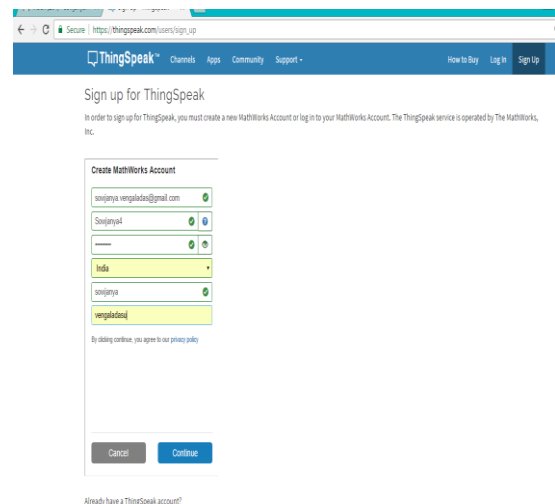 Secure https://thingspeak.com/users/sign_up
ThingSpeak™ Channels Apps Community Support How to Buy Log In Sign Up
Sign up for ThingSpeak
In order to sign up for ThingSpeak, you must create a new MathWorks Account or log in to your MathWorks Account. The ThingSpeak service is operated by The MathWorks,
Inc.
Create MathWorks Account
sowjanya.vengaladas@gmail.com
Sowjanya4
India
sowjanya
vengaladasu
By clicking continue, you agree to our privacy policy
Cancel Continue
Already have a ThingSpeak account?